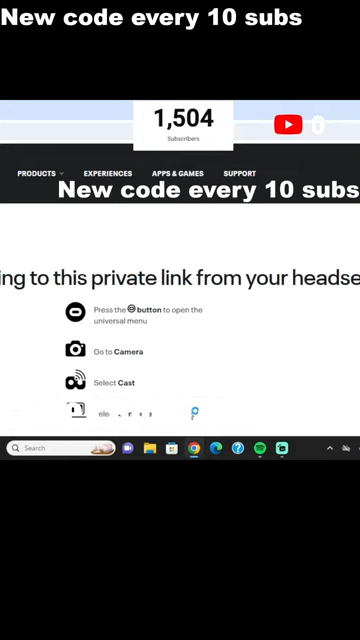 New code every 10 subs
1,504
Subscribers
0
PRODUCTS EXPERIENCES APPS & GAMES SUPPORT
New code every 10 subs
ing to this private link from your headse
Press the button to open the
universal menu
Go to Camera
Select Cast
Search